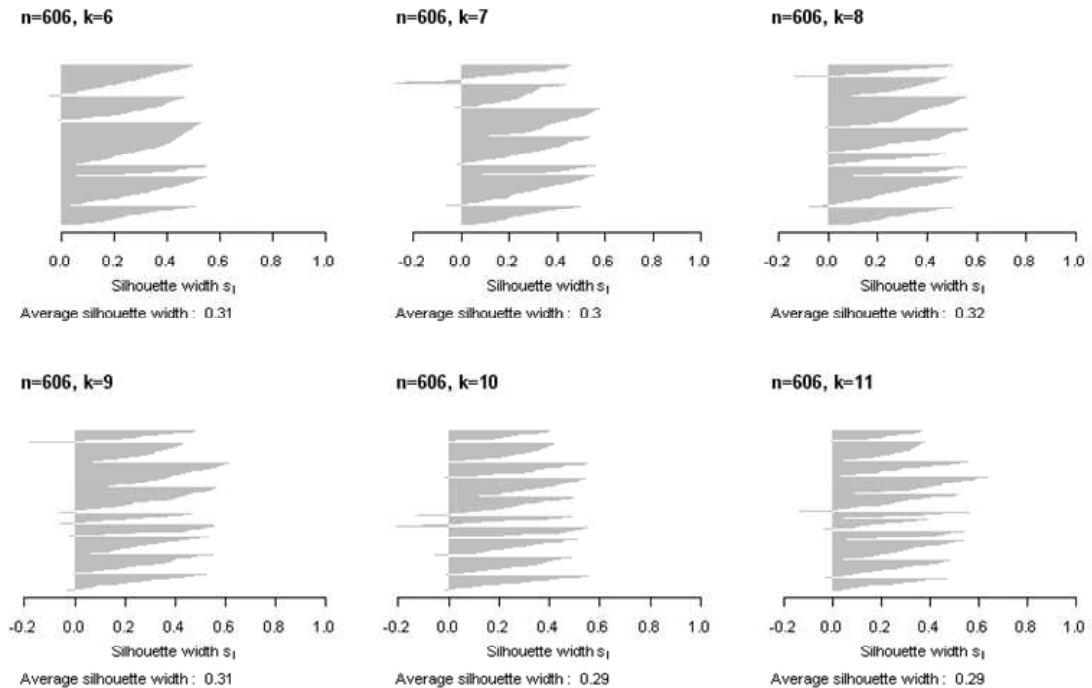 n=606, k=6
n=606, k=7
n=606, k=8
0.0 0.2 0.4 0.6 0.8 1.0
-0.2 0.0 0.2 0.4 0.6 0.8 1.0
-0.2 0.0 0.2 0.4 0.6 0.8 1.0
Silhouette width si
Silhouette width si
Silhouette width si
Average silhouette width : 0.31
Average silhouette width : 0.3
Average silhouette width : 0.32
n=606, k=9
n=606, k=10
n=606, k=11
-0.2 0.0 0.2 0.4 0.6 0.8 1.0
-0.2 0.0 0.2 0.4 0.6 0.8 1.0
-0.2 0.0 0.2 0.4 0.6 0.8 1.0
Silhouette width si
Silhouette width si
Silhouette width si
Average silhouette width : 0.31
Average silhouette width : 0.29
Average silhouette width : 0.29